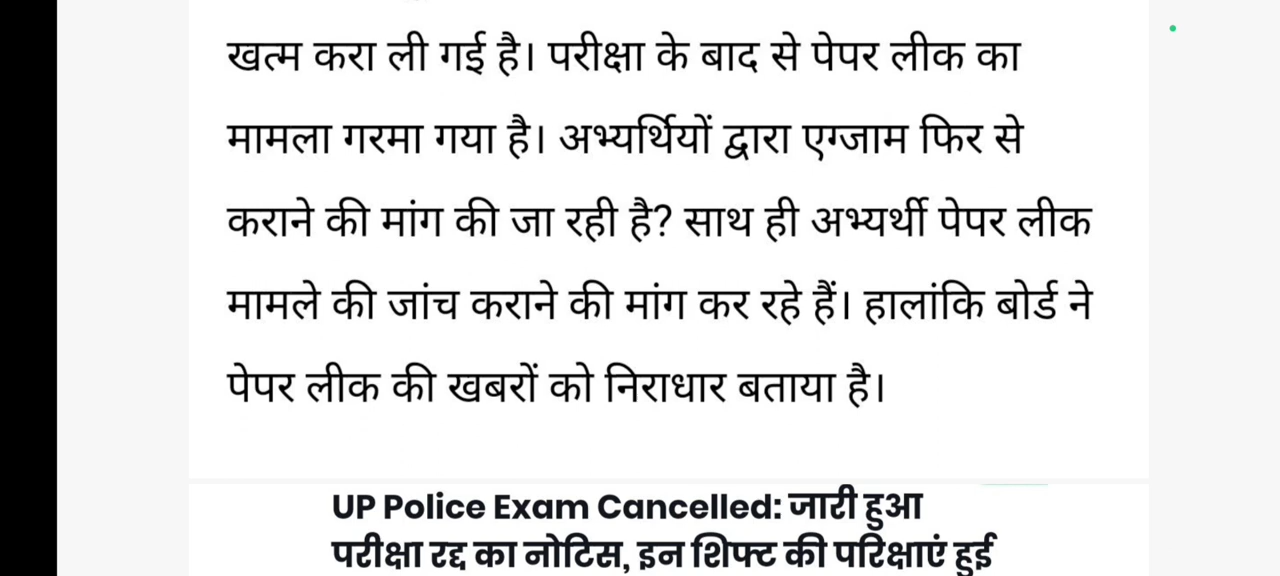 खत्म करा ली गई है। परीक्षा के बाद से पेपर लीक का
मामला गरमा गया है। अभ्यर्थियों द्वारा एग्जाम फिर से
कराने की मांग की जा रही है? साथ ही अभ्यर्थी पेपर लीक
मामले की जांच कराने की मांग कर रहे हैं। हालांकि बोर्ड ने
पेपर लीक की खबरों को निराधार बताया है।
UP Police Exam Cancelled: जारी हुआ
परीक्षा रद्द का नोटिस, इन शिफ्ट की परिक्षाएं हुई